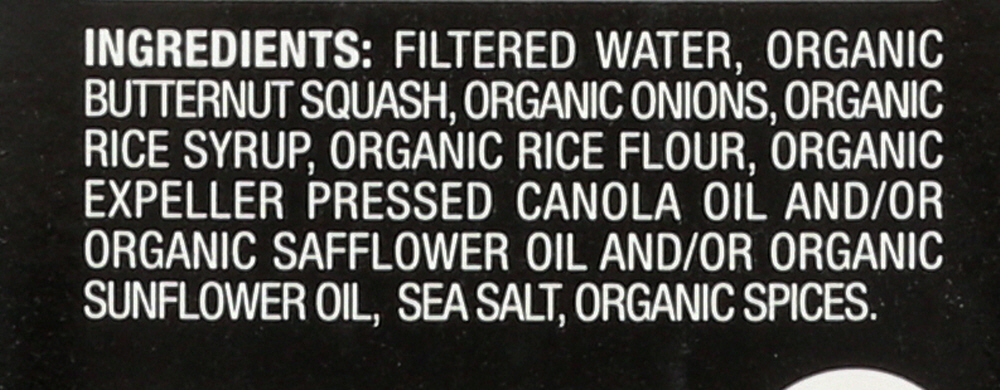 INGREDIENTS: FILTERED WATER, ORGANIC
BUTTERNUT SQUASH, ORGANIC ONIONS, ORGANIC
RICE SYRUP, ORGANIC RICE FLOUR, ORGANIC
EXPELLER PRESSED CANOLA OIL AND/OR
ORGANIC SAFFLOWER OIL AND/OR ORGANIC
SUNFLOWER OIL, SEA SALT, ORGANIC SPICES.